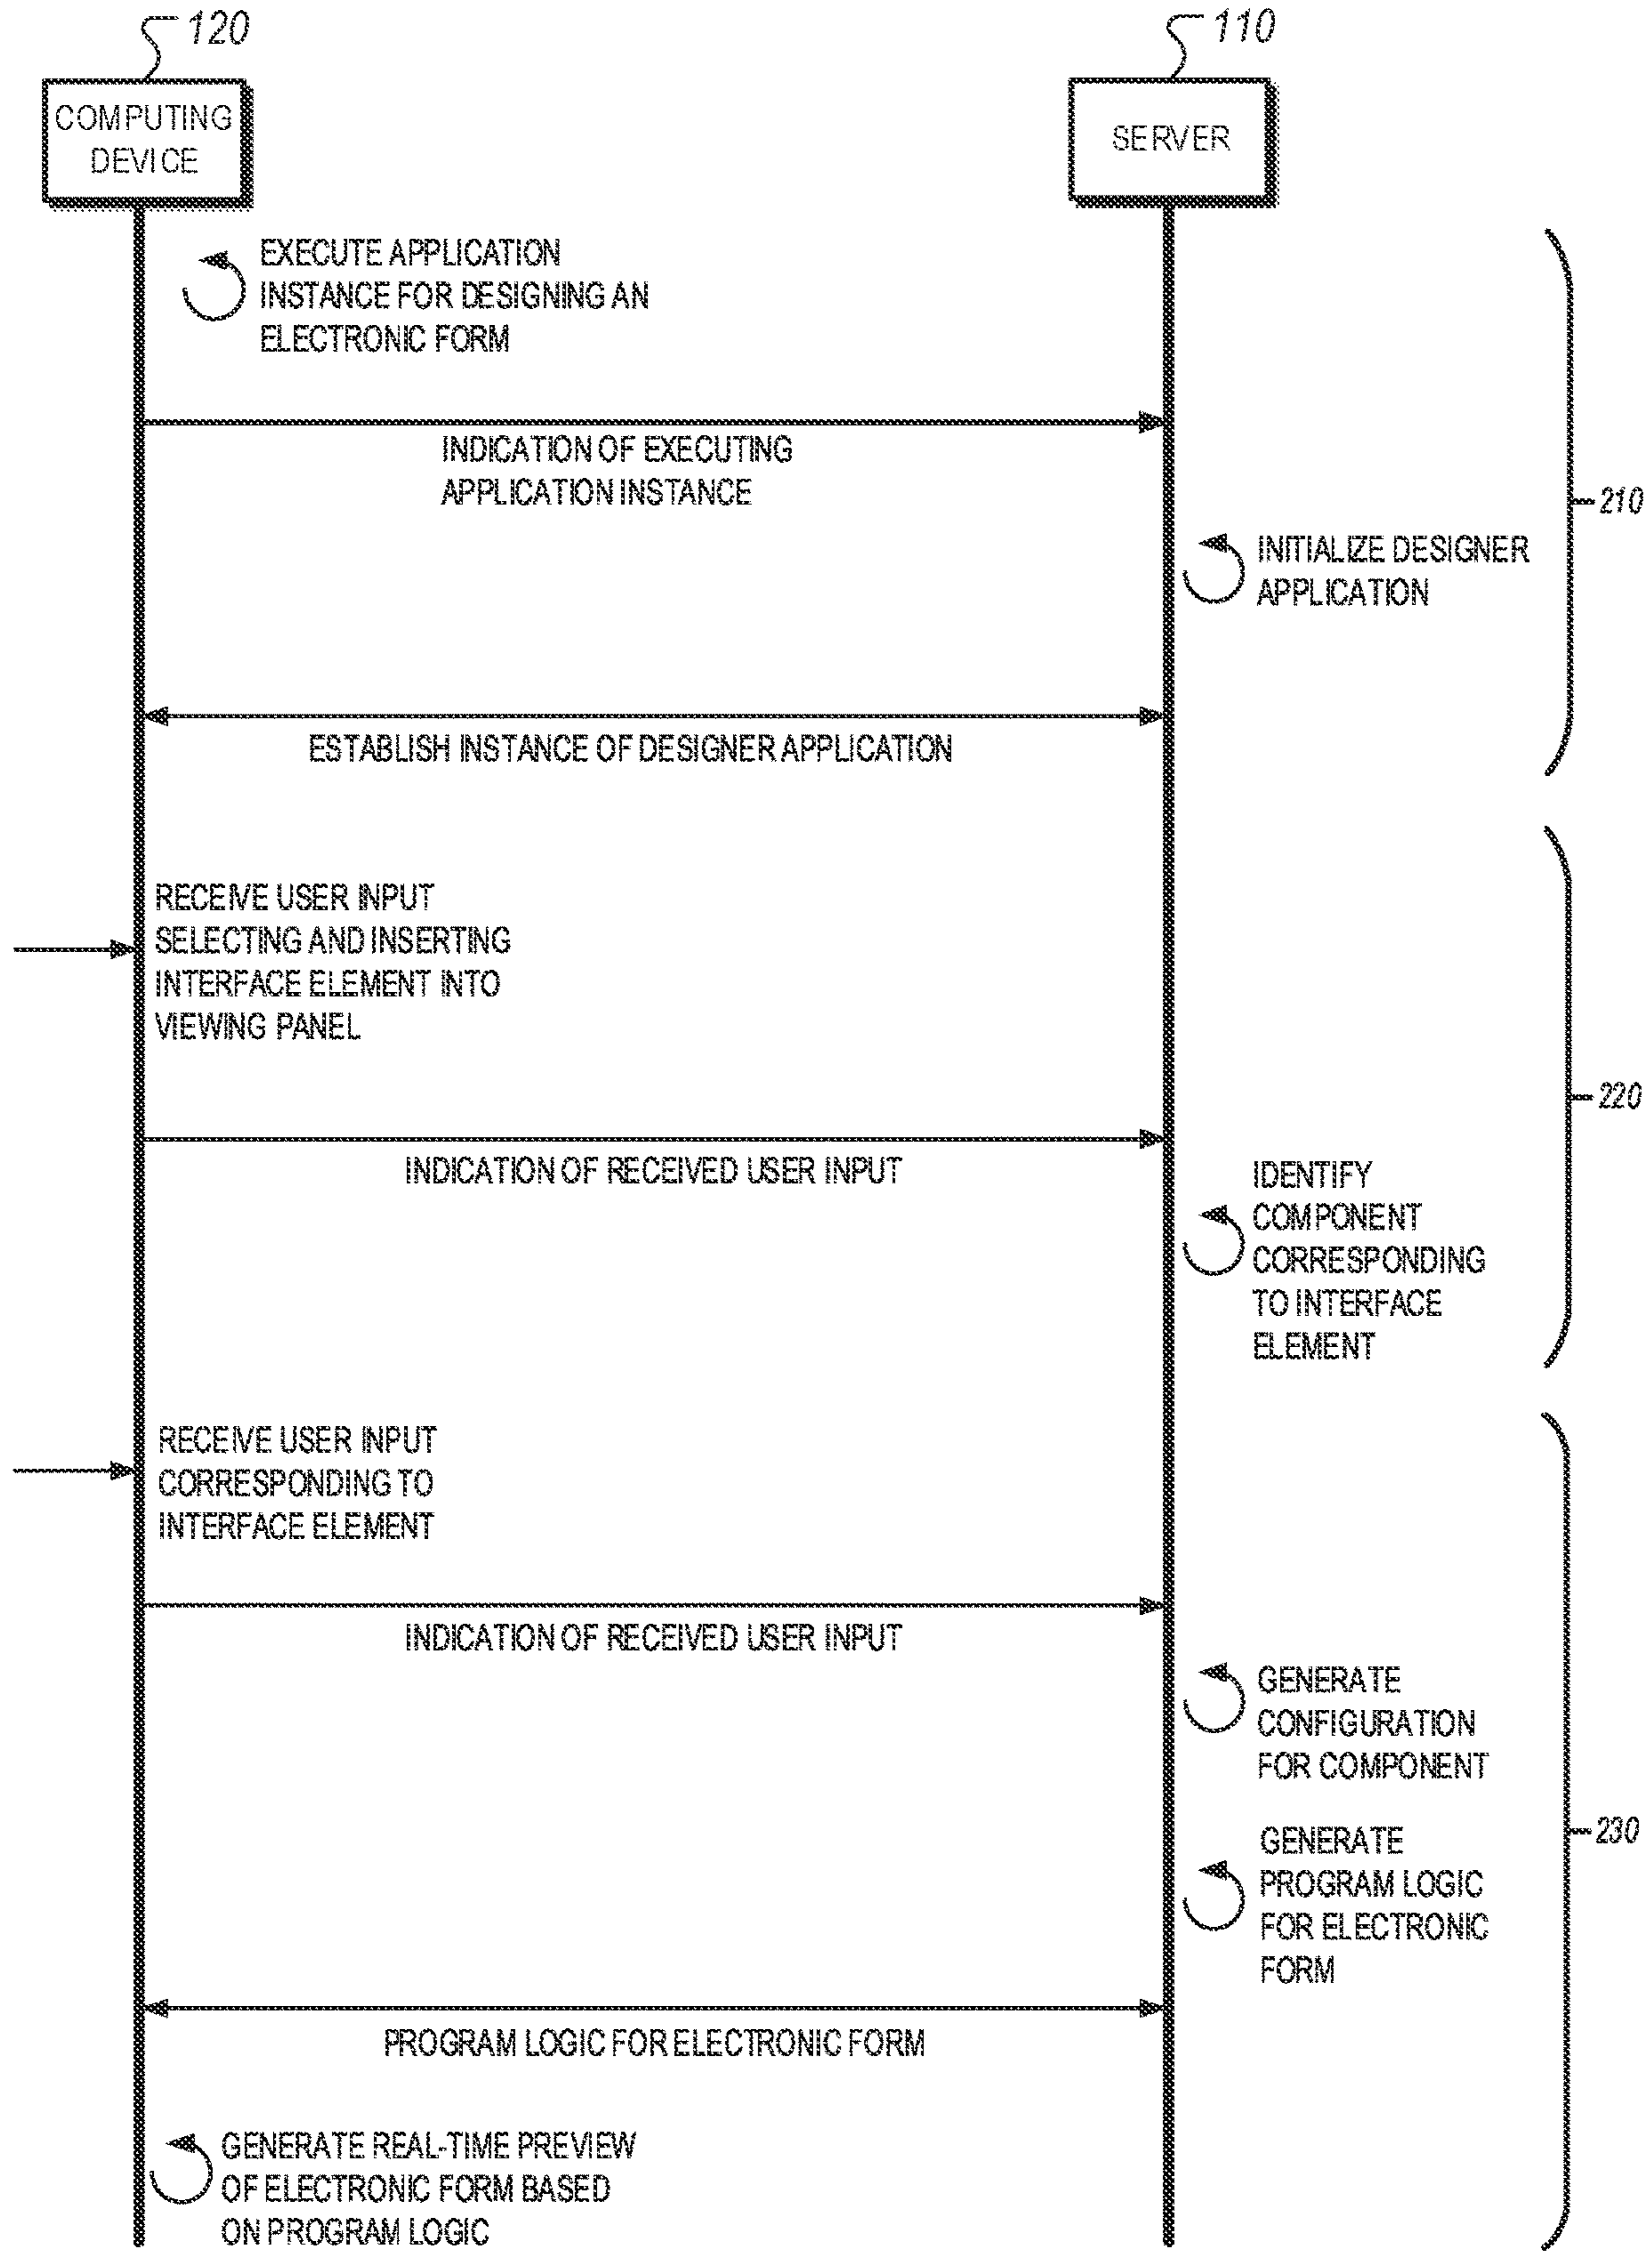 120
110
COMPUTING
DEVICE
SERVER
EXECUTE APPLICATION
INSTANCE FOR DESIGNING AN
ELECTRONIC FORM
INDICATION OF EXECUTING
APPLICATION INSTANCE
210
INITIALIZE DESIGNER
APPLICATION
ESTABLISH INSTANCE OF DESIGNER APPLICATION
RECEIVE USER INPUT
SELECTING AND INSERTING
INTERFACE ELEMENT INTO
VIEWING PANEL
220
INDICATION OF RECEIVED USER INPUT
IDENTIFY
COMPONENT
CORRESPONDING
TO INTERFACE
ELEMENT
RECEIVE USER INPUT
CORRESPONDING TO
INTERFACE ELEMENT
INDICATION OF RECEIVED USER INPUT
GENERATE
CONFIGURATION
FOR COMPONENT
230
GENERATE
PROGRAM LOGIC
FOR ELECTRONIC
FORM
PROGRAM LOGIC FOR ELECTRONIC FORM
GENERATE REAL-TIME PREVIEW
OF ELECTRONIC FORM BASED
ON PROGRAM LOGIC